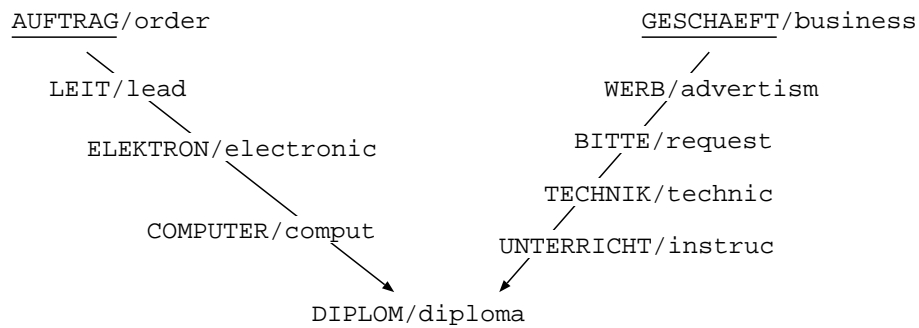 AUFTRAG/order
GESCHAEFT/business
LEIT/lead
WERB/advertism
ELEKTRON/electronic
BITTE/request
TECHNIK/technic
COMPUTER/comput
UNTERRICHT/instruc
DIPLOM/diploma